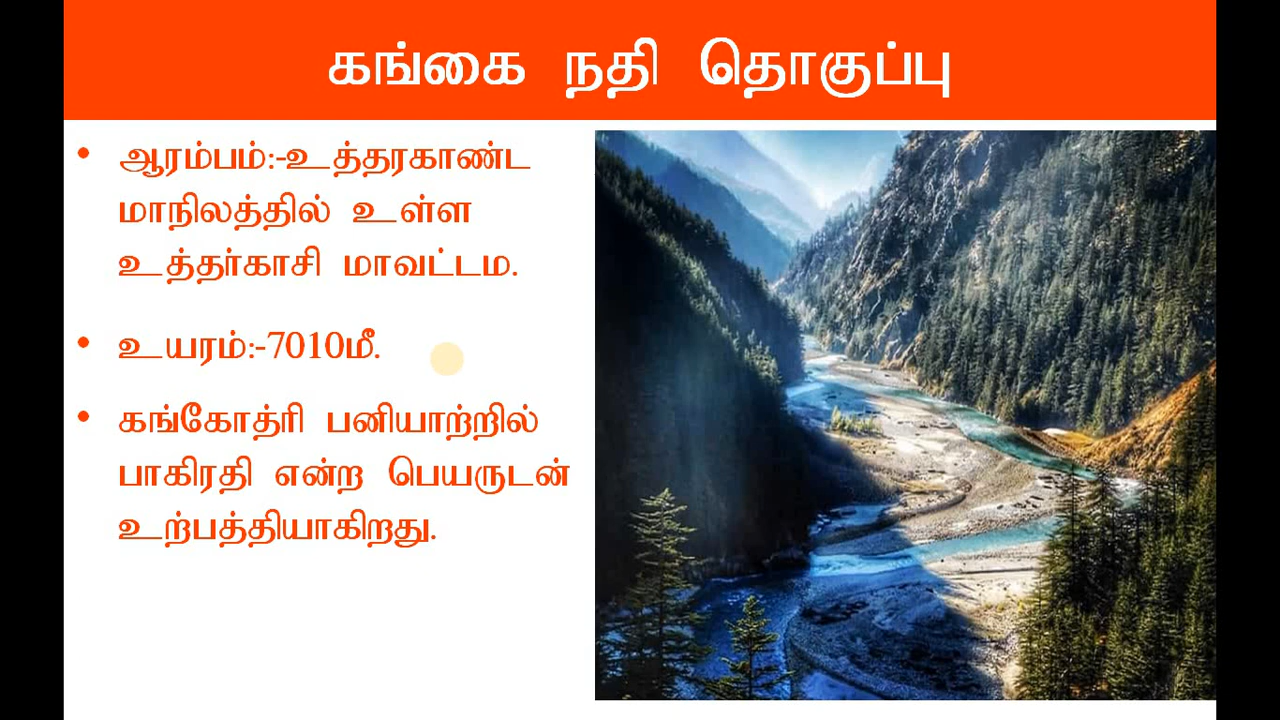 கங்கை நதி தொகுப்பு
• ஆரம்பம்:-உத்தரகாண்ட
மாநிலத்தில் உள்ள
உத்தர்காசி மாவட்டம.
• உயரம்:-7010மீ.
• கங்கோத்ரி பனியாற்றில்
பாகிரதி என்ற பெயருடன்
உற்பத்தியாகிறது.